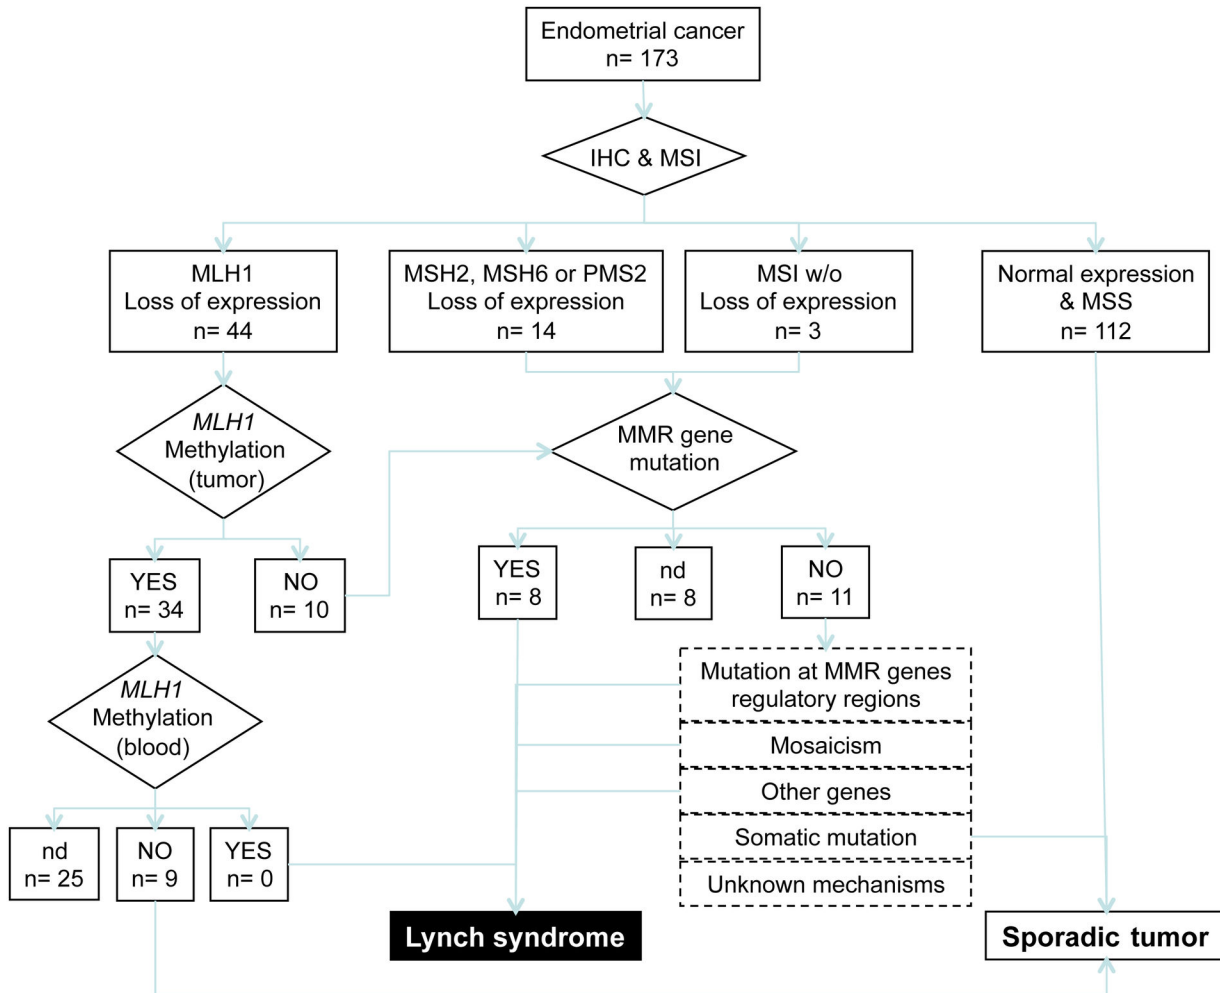 Endometrial cancer
n= 173
IHC & MSI
MLH1
Loss of expression
n= 44
MSH2, MSH6 or PMS2
Loss of expression
n= 14
MSI w/o
Loss of expression
n= 3
Normal expression
& MSS
n= 112
MLH1
Methylation
(tumor)
MMR gene
mutation
YES
n= 34
NO
n= 10
YES
n= 8
nd
n= 8
NO
n= 11
MLH1
Methylation
(blood)
Mutation at MMR genes
regulatory regions
Mosaicism
Other genes
Somatic mutation
Unknown mechanisms
nd
n= 25
NO
n= 9
YES
n= 0
Lynch syndrome
Sporadic tumor